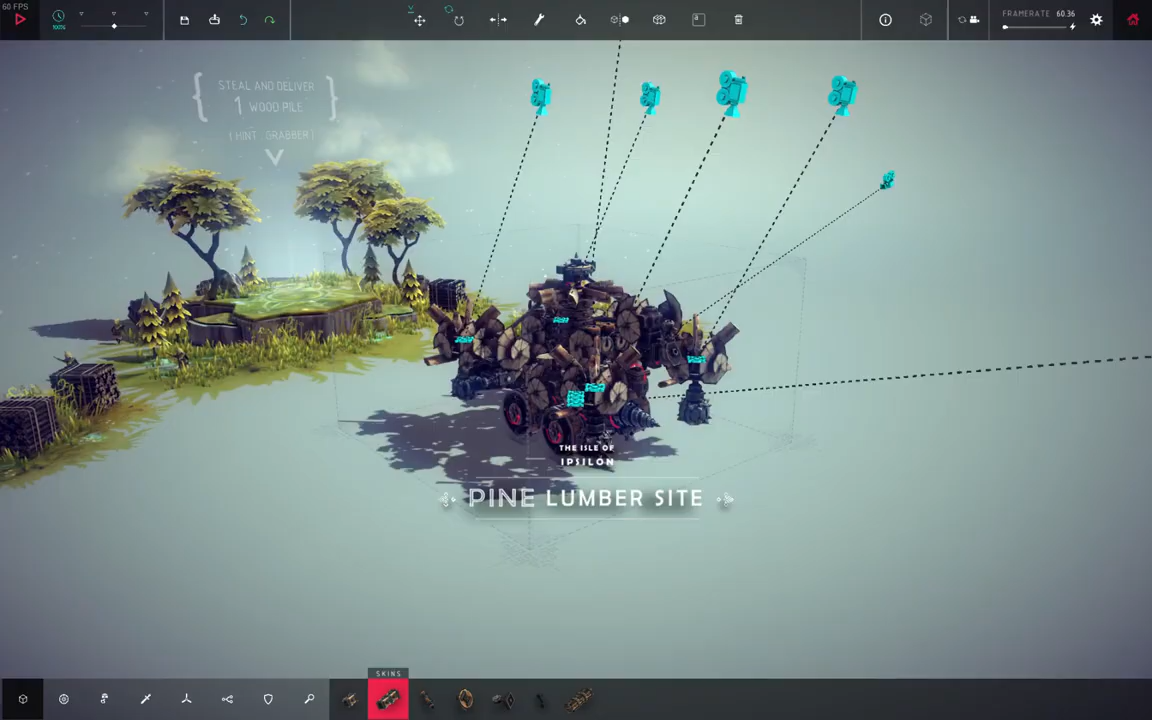 60 FPS
100%
FRAMERATE 60.36
STEAL AND DELIVER
1 WOOD PILE
(HINT GRABBER)
THE ISLE OF
IPSILON
PINE LUMBER SITE
SKINS